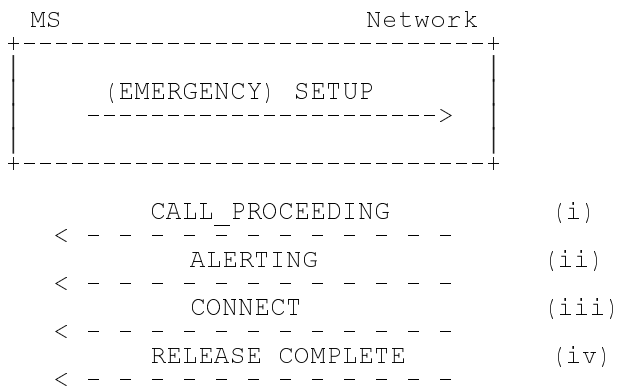 MS Network
(EMERGENCY) SETUP
CALL_PROCEEDING (i)
ALERTING (ii)
CONNECT (iii)
RELEASE COMPLETE (iv)